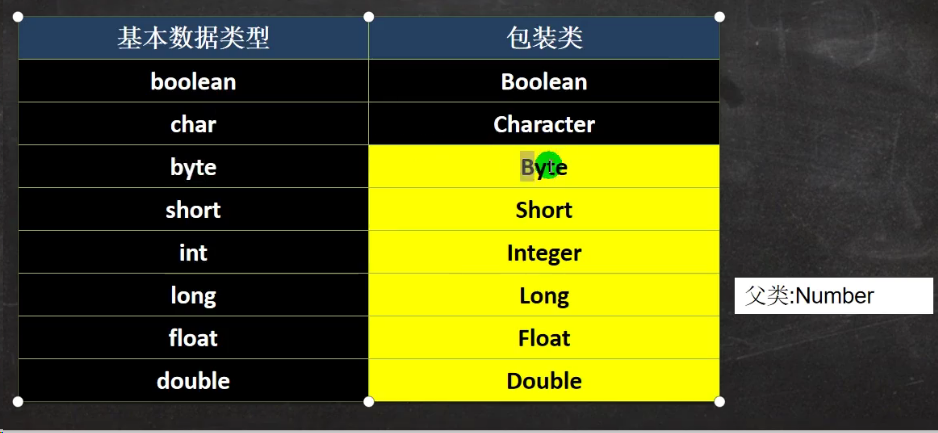 基本数据类型 包装类
boolean Boolean
char Character
byte Byte
short Short
int Integer
long Long
父类:Number
float Float
double Double